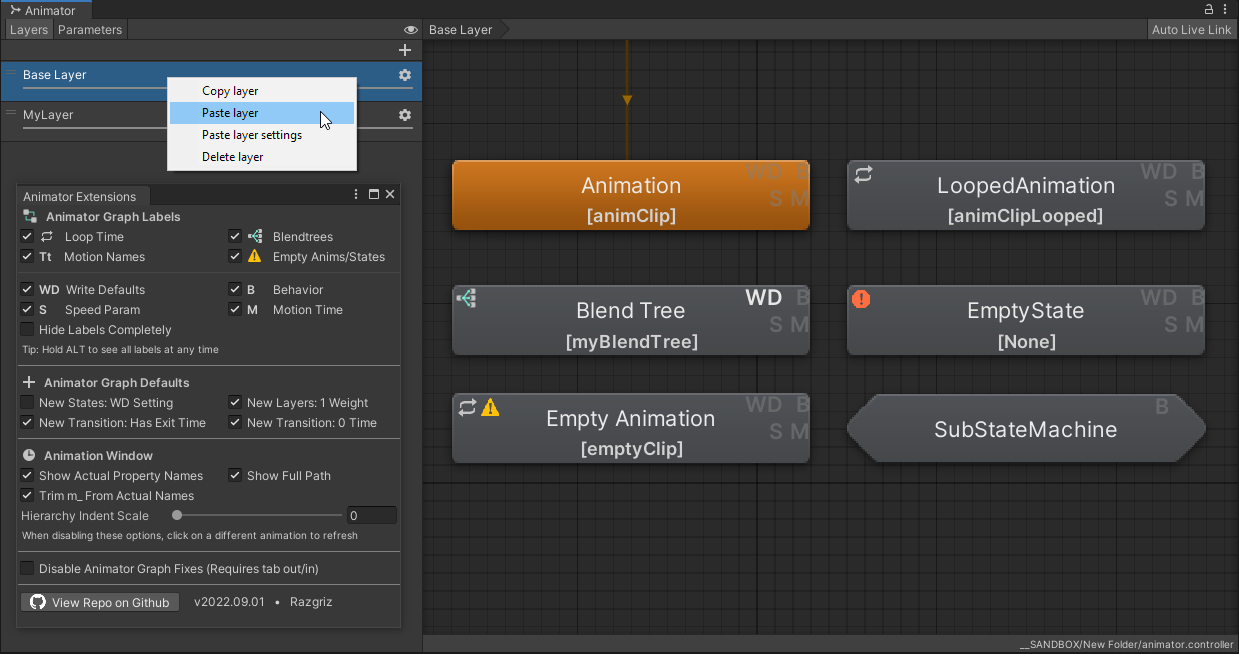 Animator
Layers Parameters
Base Layer
Auto Live Link
Base Layer
MyLayer
Copy layer
Paste layer
Paste layer settings
Delete layer
Animator Extensions
Animator Graph Labels
Loop Time
Blendtrees
Tt Motion Names
Empty Anims/States
WD Write Defaults
B Behavior
S Speed Param
M Motion Time
Hide Labels Completely
Tip: Hold ALT to see all labels at any time
Animator Graph Defaults
New States: WD Setting
New Layers: 1 Weight
New Transition: Has Exit Time
New Transition: 0 Time
Animation Window
Show Actual Property Names
Show Full Path
Trim m_ From Actual Names
Hierarchy Indent Scale
0
When disabling these options, click on a different animation to refresh
Disable Animator Graph Fixes (Requires tab out/in)
View Repo on Github
v2022.09.01 • Razgriz
Animation
[animClip]
WD B
S M
LoopedAnimation
[animClipLooped]
WD B
S M
Blend Tree
[myBlendTree]
WD B
S M
EmptyState
[None]
WD B
S M
Empty Animation
[emptyClip]
WD B
S M
SubStateMachine
B
__SANDBOX/New Folder/animator.controller